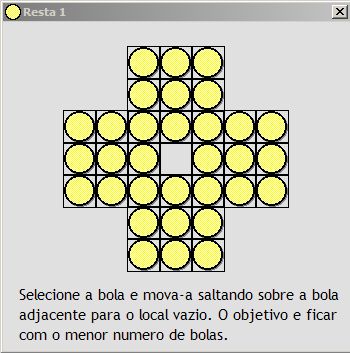 Resta 1
Selecione a bola e mova-a saltando sobre a bola
adjacente para o local vazio. O objetivo e ficar
com o menor numero de bolas.